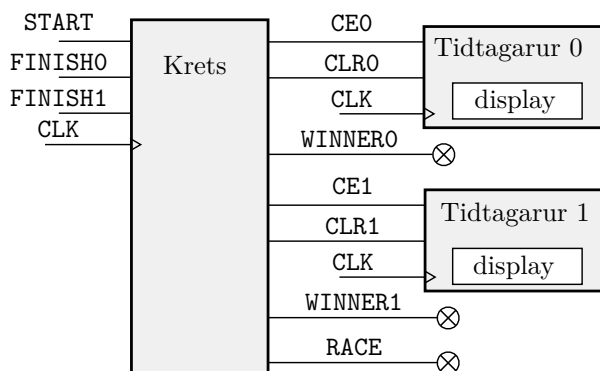 START
FINISH0
FINISH1
CLK
Krets
CE0
CLR0
CLK
Tidtagarur 0
display
WINNER0
CE1
CLR1
CLK
Tidtagarur 1
display
WINNER1
RACE